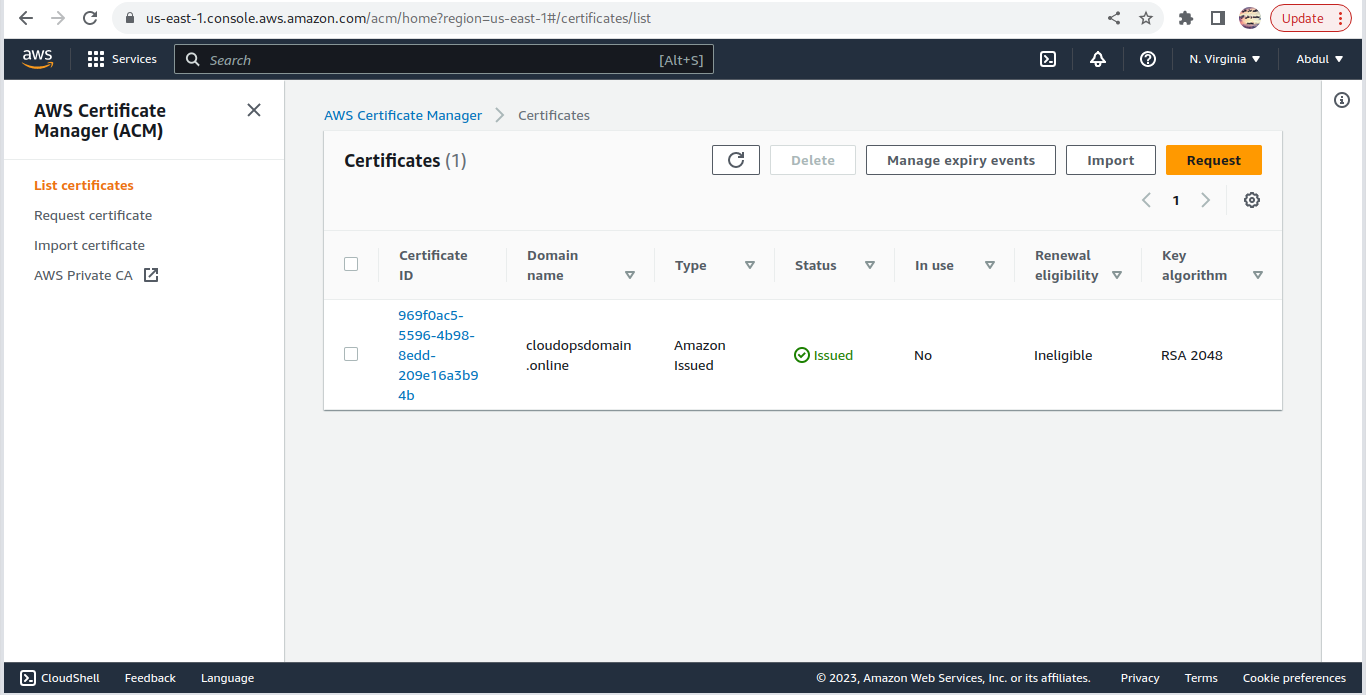 us-east-1.console.aws.amazon.com/acm/home?region=us-east-1#/certificates/list
Update
aws
Services
Search
[Alt+S]
N. Virginia
Abdul
AWS Certificate
Manager (ACM)
List certificates
Request certificate
Import certificate
AWS Private CA
AWS Certificate Manager
Certificates
Certificates (1)
Delete
Manage expiry events
Import
Request
1
Certificate
ID
Domain
name
Type
Status
In use
Renewal
eligibility
Key
algorithm
969f0ac5-
5596-4b98-
8edd-
209e16a3b9
4b
cloudopsdomain
.online
Amazon
Issued
Issued
No
Ineligible
RSA 2048
CloudShell
Feedback
Language
© 2023, Amazon Web Services, Inc. or its affiliates.
Privacy
Terms
Cookie preferences